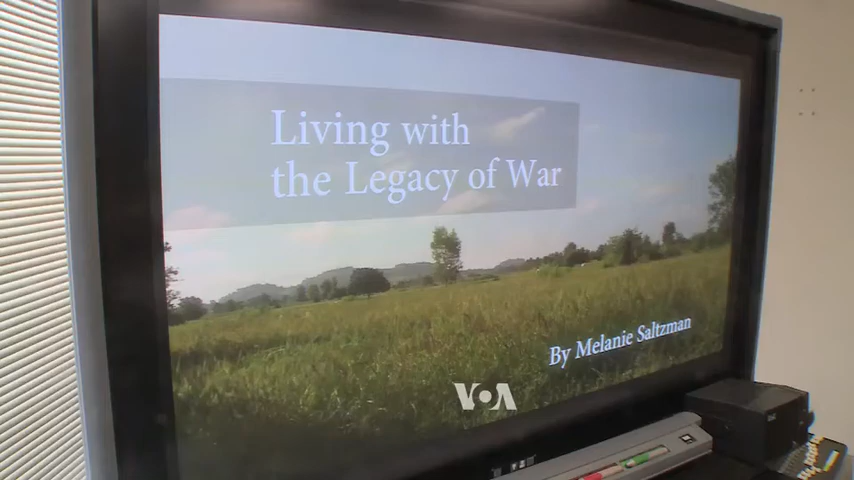 Living with
the Legacy of War
By Melanie Saltzman
VOA